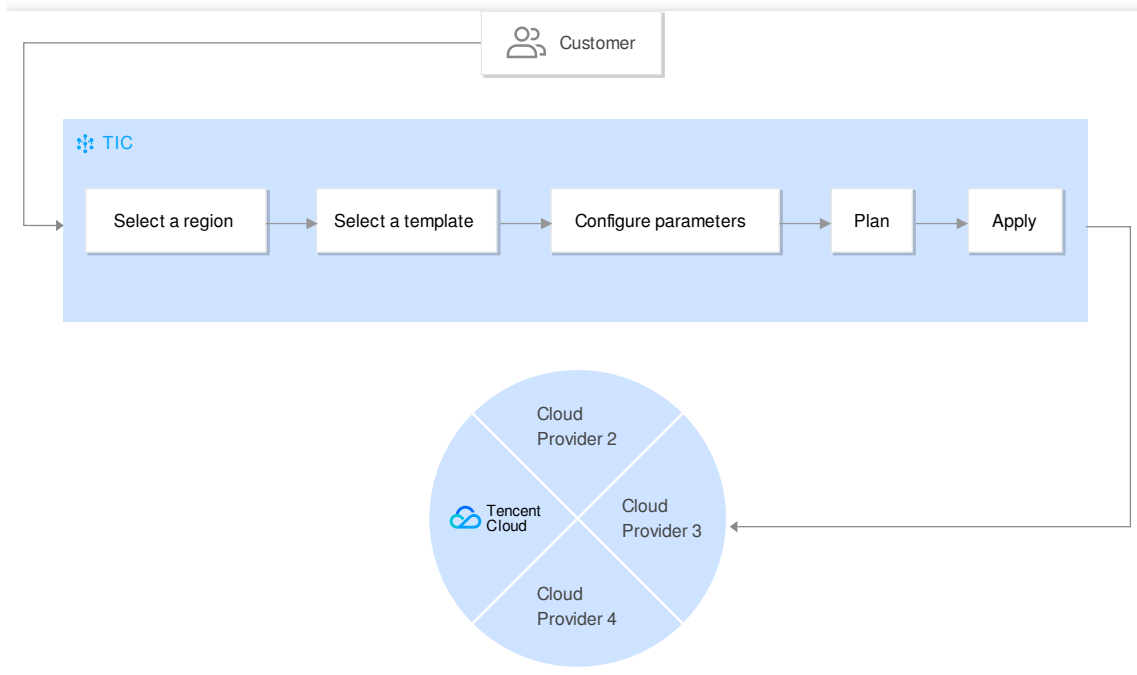 Customer
TIC
Select a region
Select a template
Configure parameters
Plan
Apply
Cloud
Provider 2
Tencent
Cloud
Cloud
Provider 3
Cloud
Provider 4